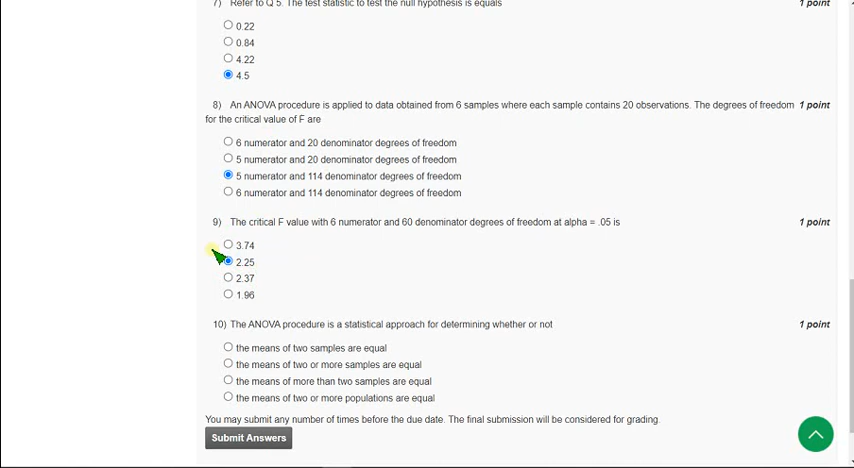 7) Refer to Q 5. The test statistic to test the null hypothesis is equals 1 point
0.22
0.84
4.22
4.5
8) An ANOVA procedure is applied to data obtained from 6 samples where each sample contains 20 observations. The degrees of freedom 1 point
for the critical value of F are
6 numerator and 20 denominator degrees of freedom
5 numerator and 20 denominator degrees of freedom
5 numerator and 114 denominator degrees of freedom
6 numerator and 114 denominator degrees of freedom
9) The critical F value with 6 numerator and 60 denominator degrees of freedom at alpha = .05 is 1 point
3.74
2.25
2.37
1.96
10) The ANOVA procedure is a statistical approach for determining whether or not 1 point
the means of two samples are equal
the means of two or more samples are equal
the means of more than two samples are equal
the means of two or more populations are equal
You may submit any number of times before the due date. The final submission will be considered for grading.
Submit Answers